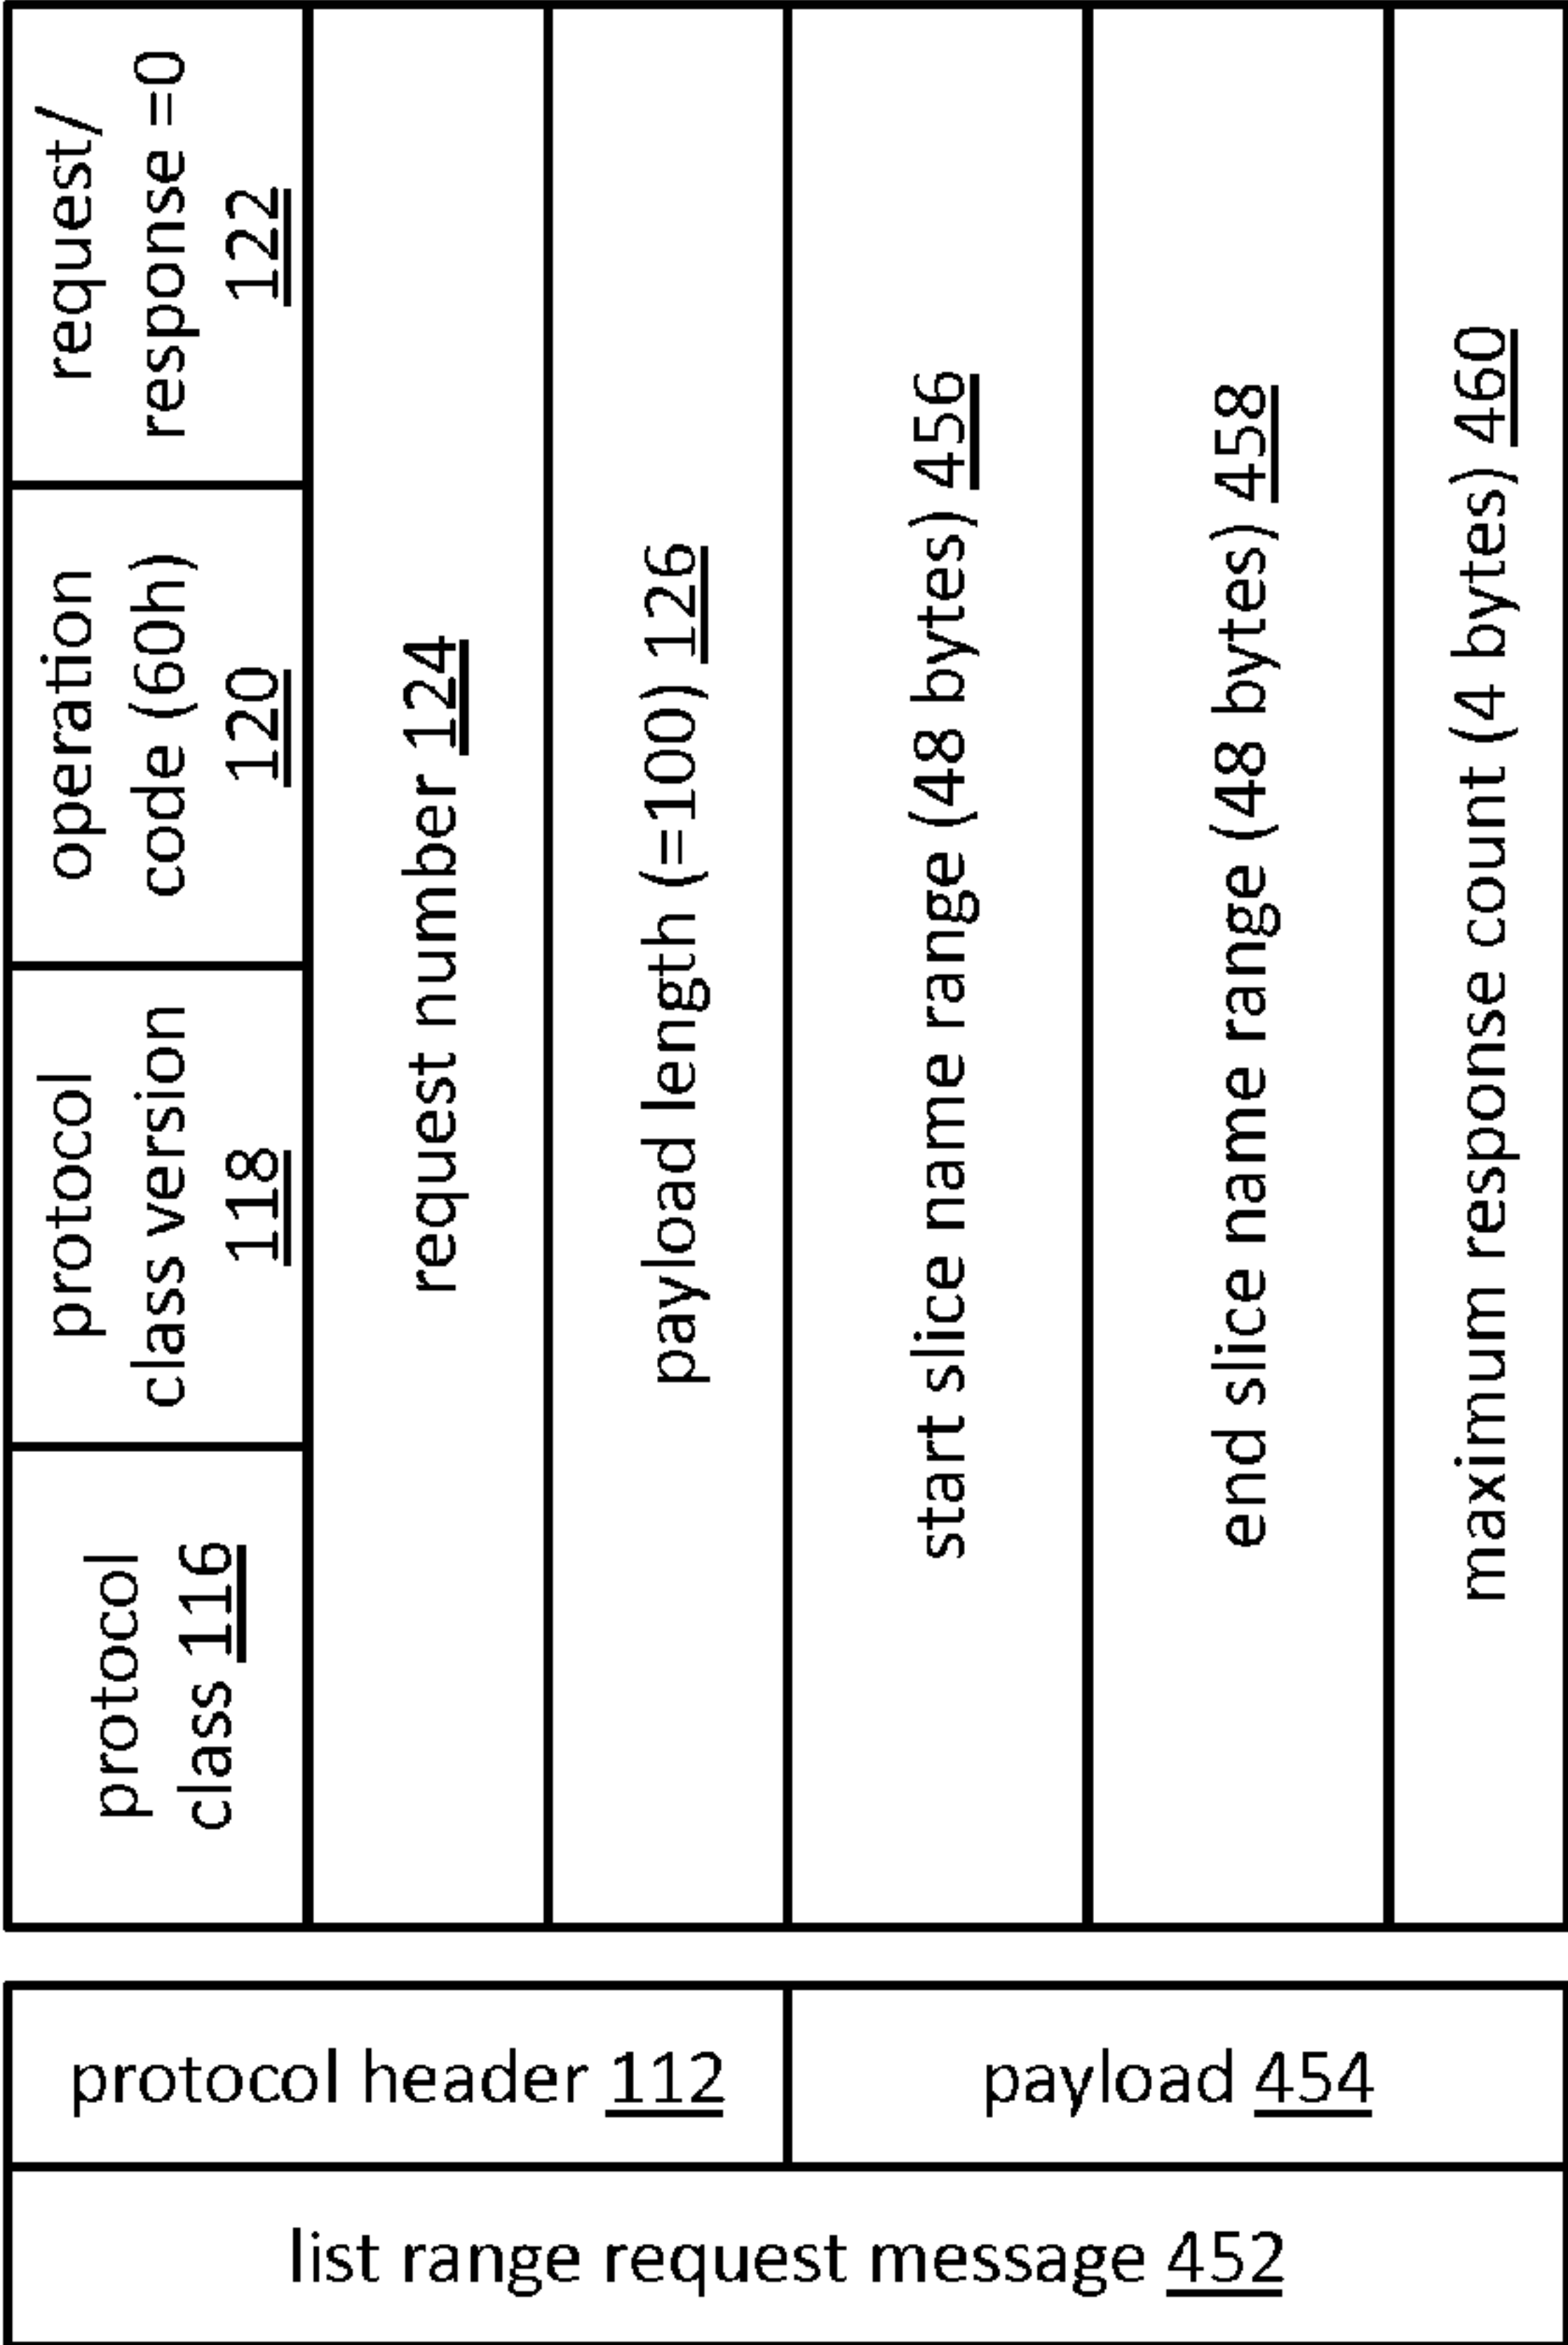 list range request message 452
protocol header 112
payload 454
protocol
class 116
protocol
class version
118
operation
code (60h)
120
request/
response =0
122
request number 124
payload length (=100) 126
start slice name range (48 bytes) 456
end slice name range (48 bytes) 458
maximum response count (4 bytes) 460